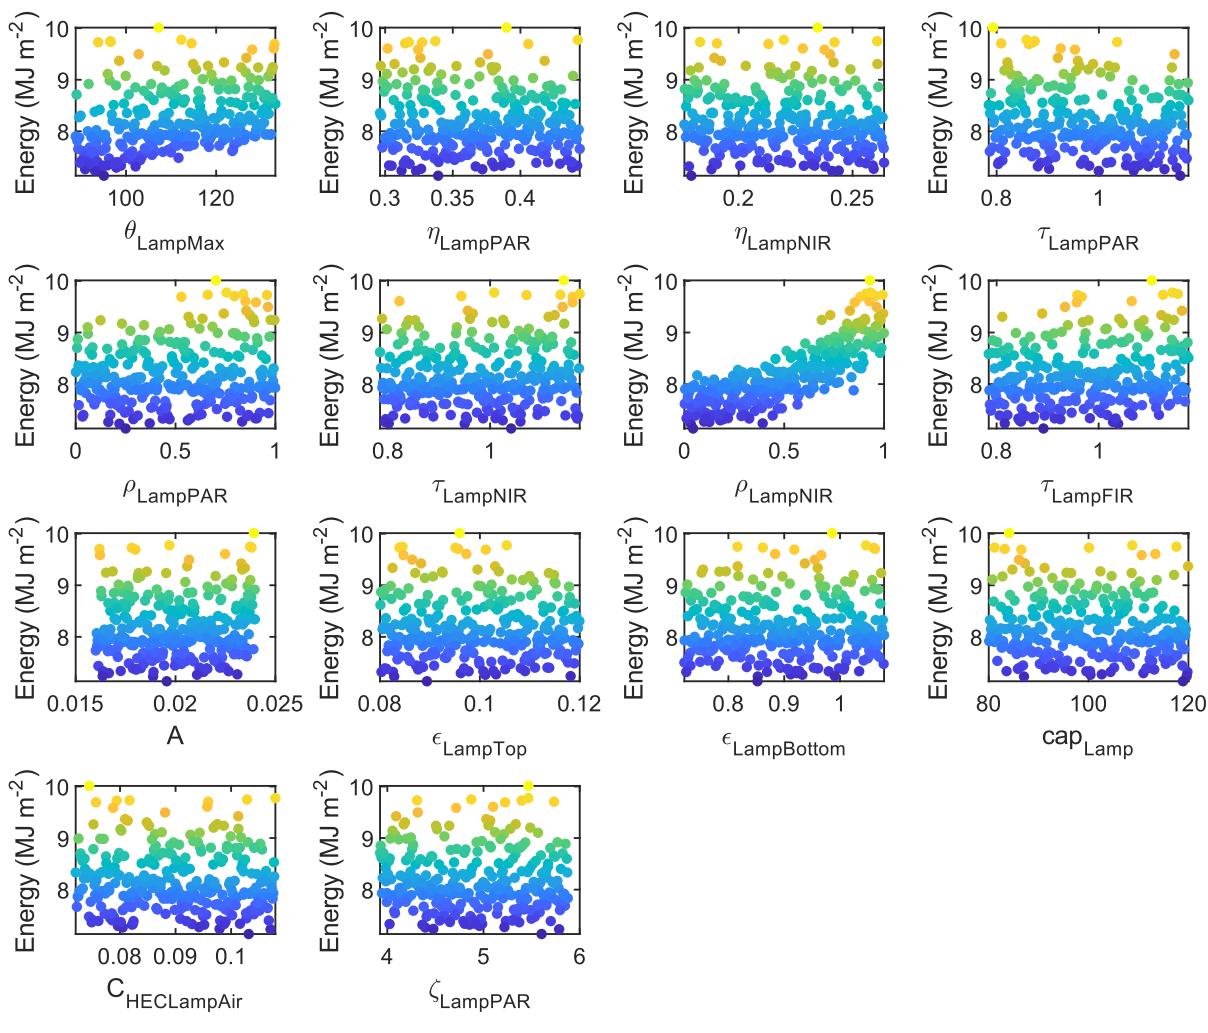 Energy (MJ m-2)
10
9
8
100 120
θLampMax
Energy (MJ m-2)
10
9
8
0.3 0.35 0.4
ηLampPAR
Energy (MJ m-2)
10
9
8
0.2 0.25
ηLampNIR
Energy (MJ m-2)
10
9
8
0.8 1
τLampPAR
Energy (MJ m-2)
10
9
8
0 0.5 1
ρLampPAR
Energy (MJ m-2)
10
9
8
0.8 1
τLampNIR
Energy (MJ m-2)
10
9
8
0 0.5 1
ρLampNIR
Energy (MJ m-2)
10
9
8
0.8 1
τLampFIR
Energy (MJ m-2)
10
9
8
0.015 0.02 0.025
A
Energy (MJ m-2)
10
9
8
0.08 0.1 0.12
ϵLampTop
Energy (MJ m-2)
10
9
8
0.8 0.9 1
ϵLampBottom
Energy (MJ m-2)
10
9
8
80 100 120
capLamp
Energy (MJ m-2)
10
9
8
0.08 0.09 0.1
CHECLampAir
Energy (MJ m-2)
10
9
8
4 5 6
ζLampPAR